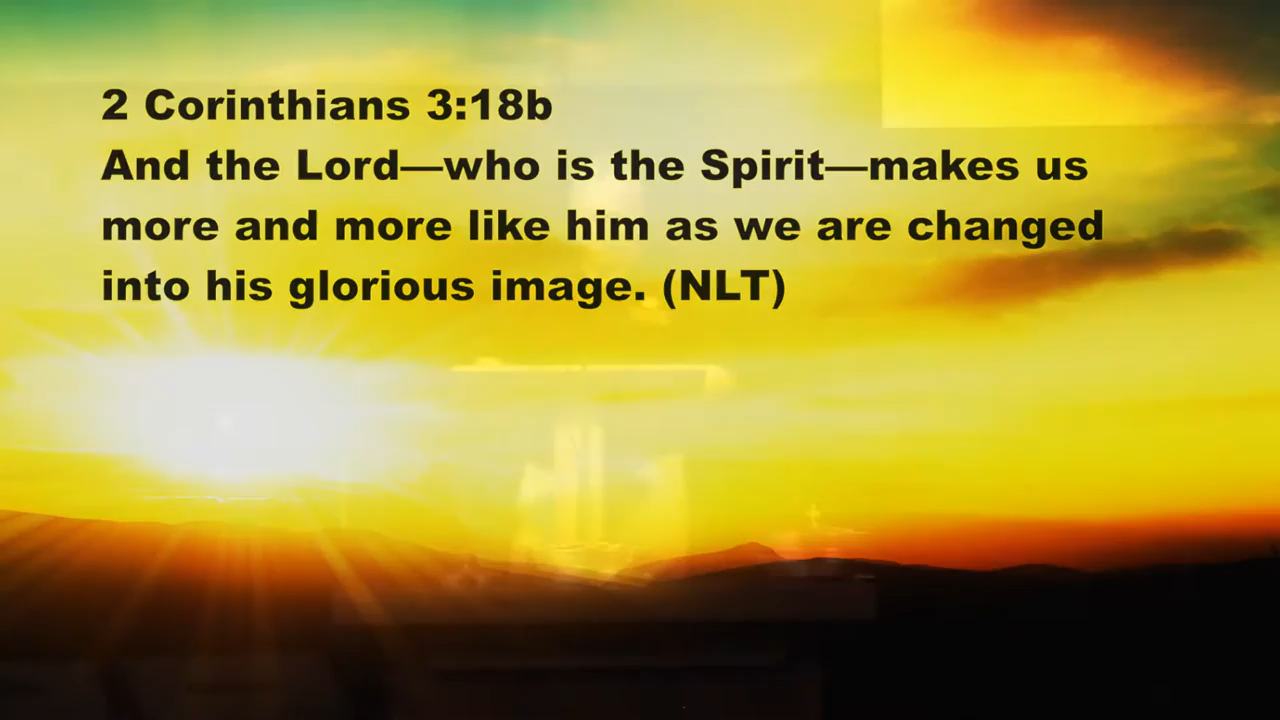 2 Corinthians 3:18b
And the Lord—who is the Spirit—makes us
more and more like him as we are changed
into his glorious image. (NLT)